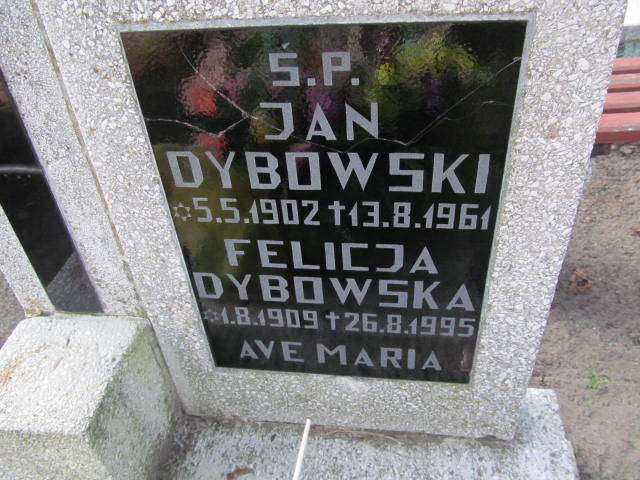 Ś.P.
JAN
DYBOWSKI
✡5.5.1902 ✝13.8.1961
FELICJA
DYBOWSKA
✡1.8.1909 ✝26.8.1995
AVE MARIA